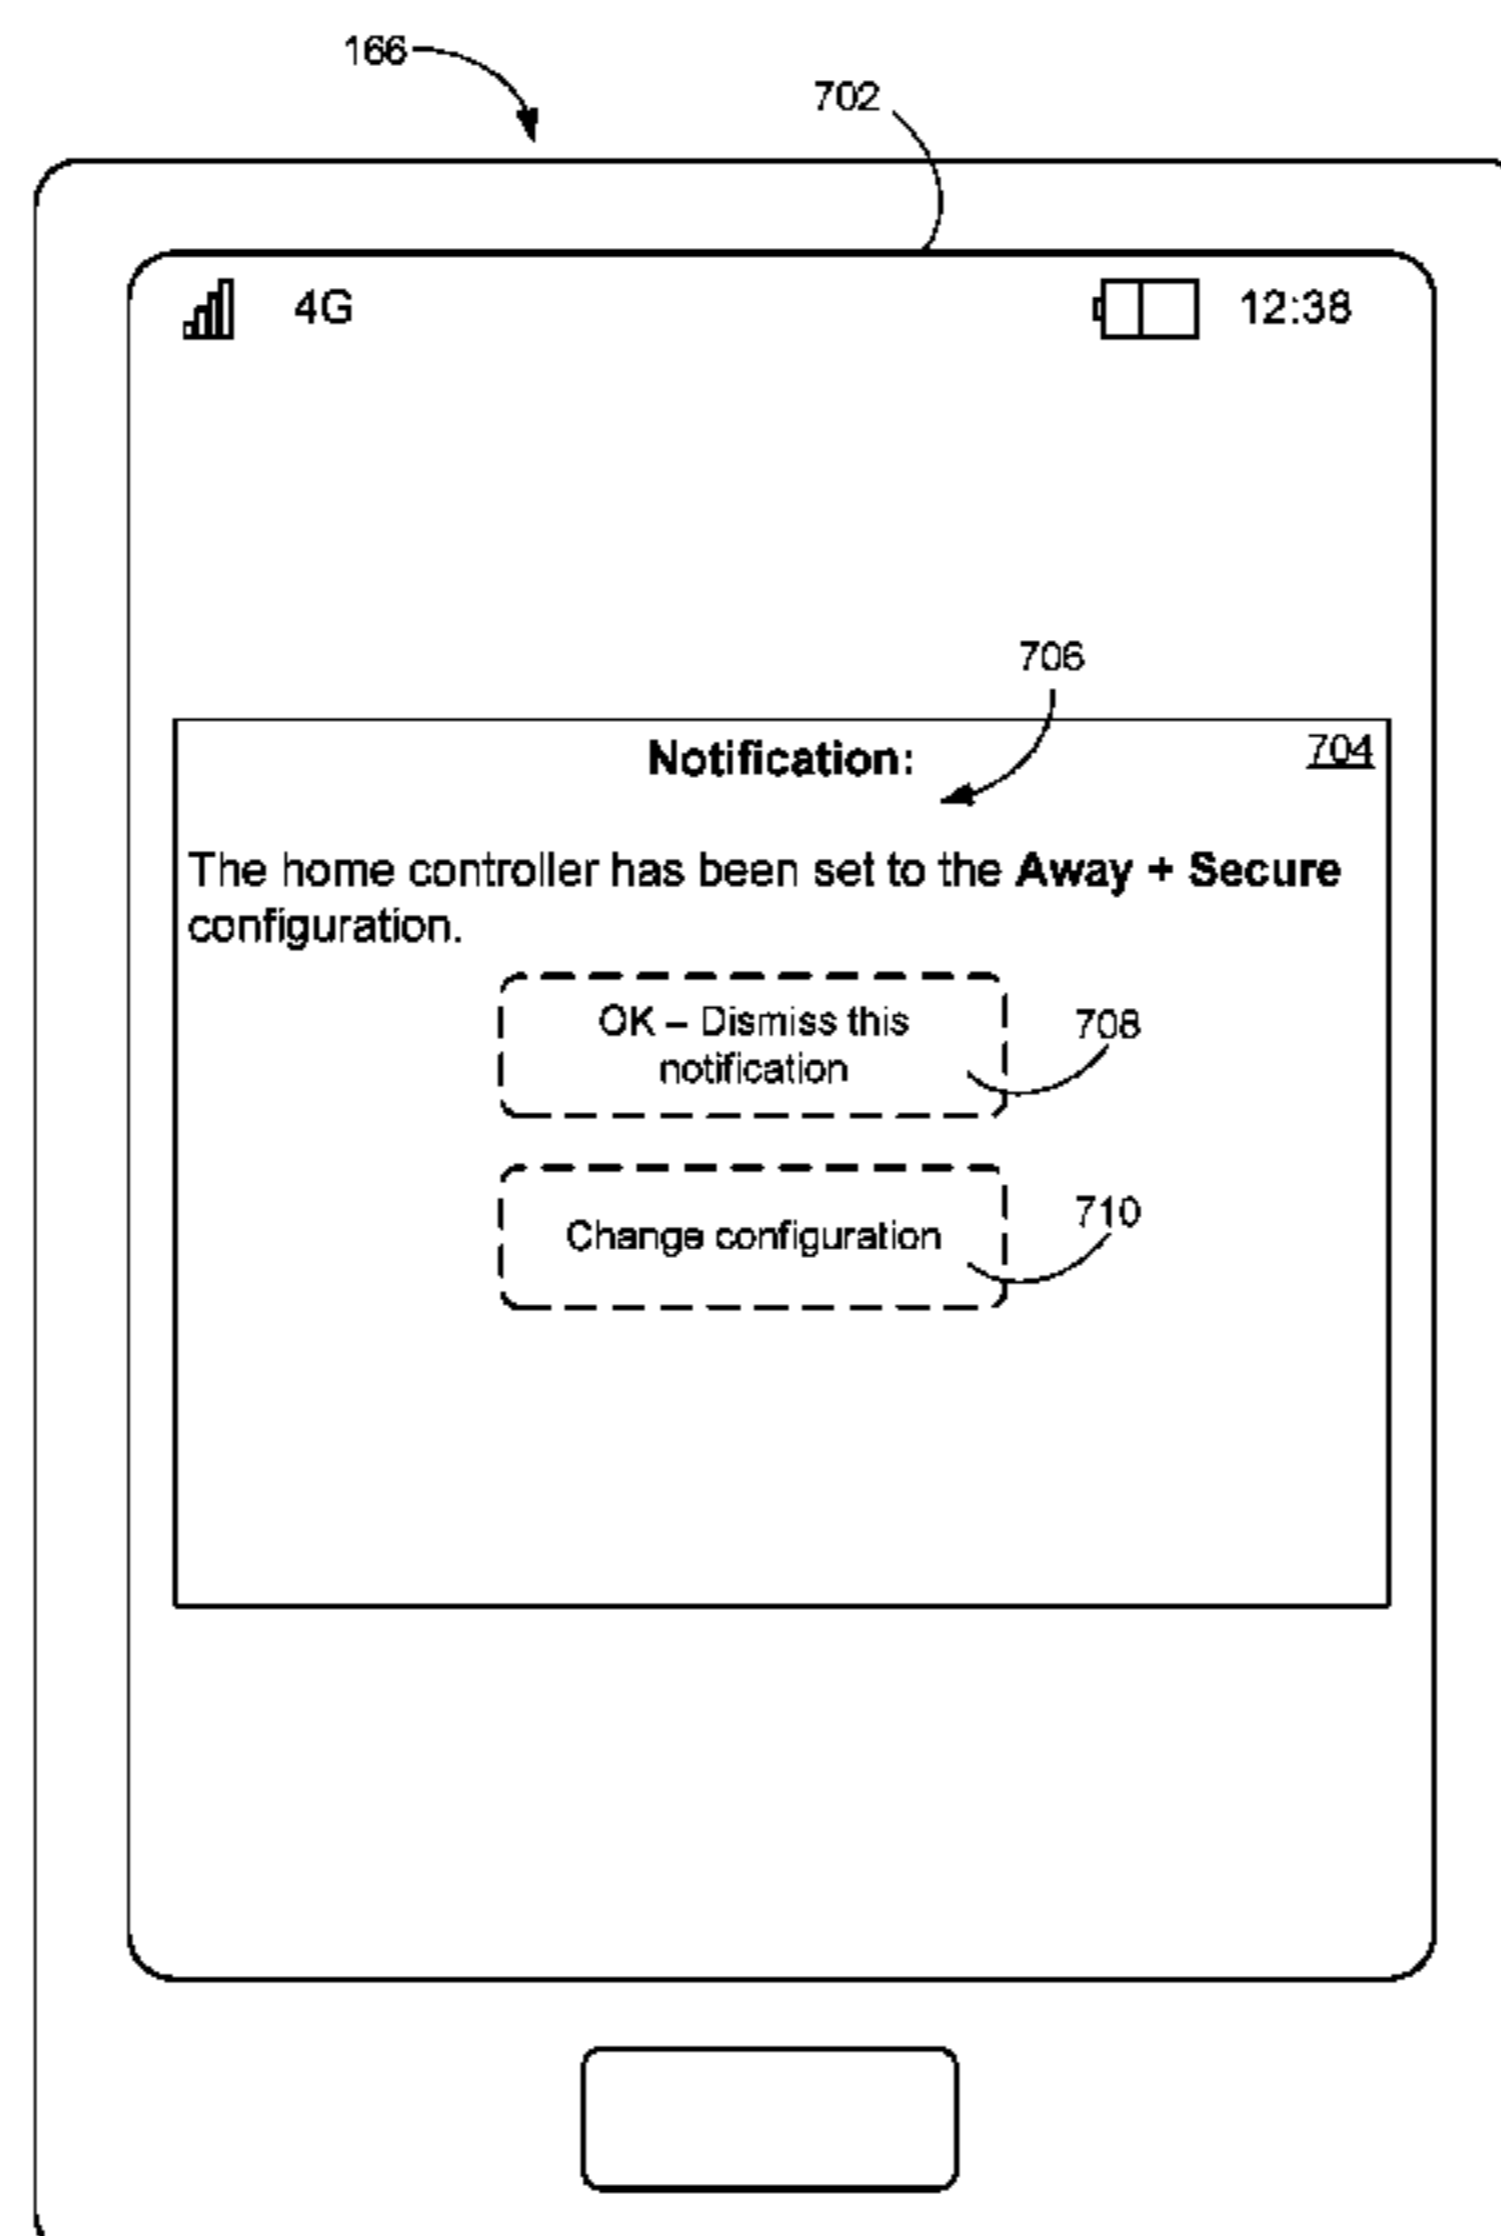 166
702
4G
12:38
706
Notification:
704
The home controller has been set to the Away + Secure
configuration.
OK – Dismiss this
notification
708
Change configuration
710